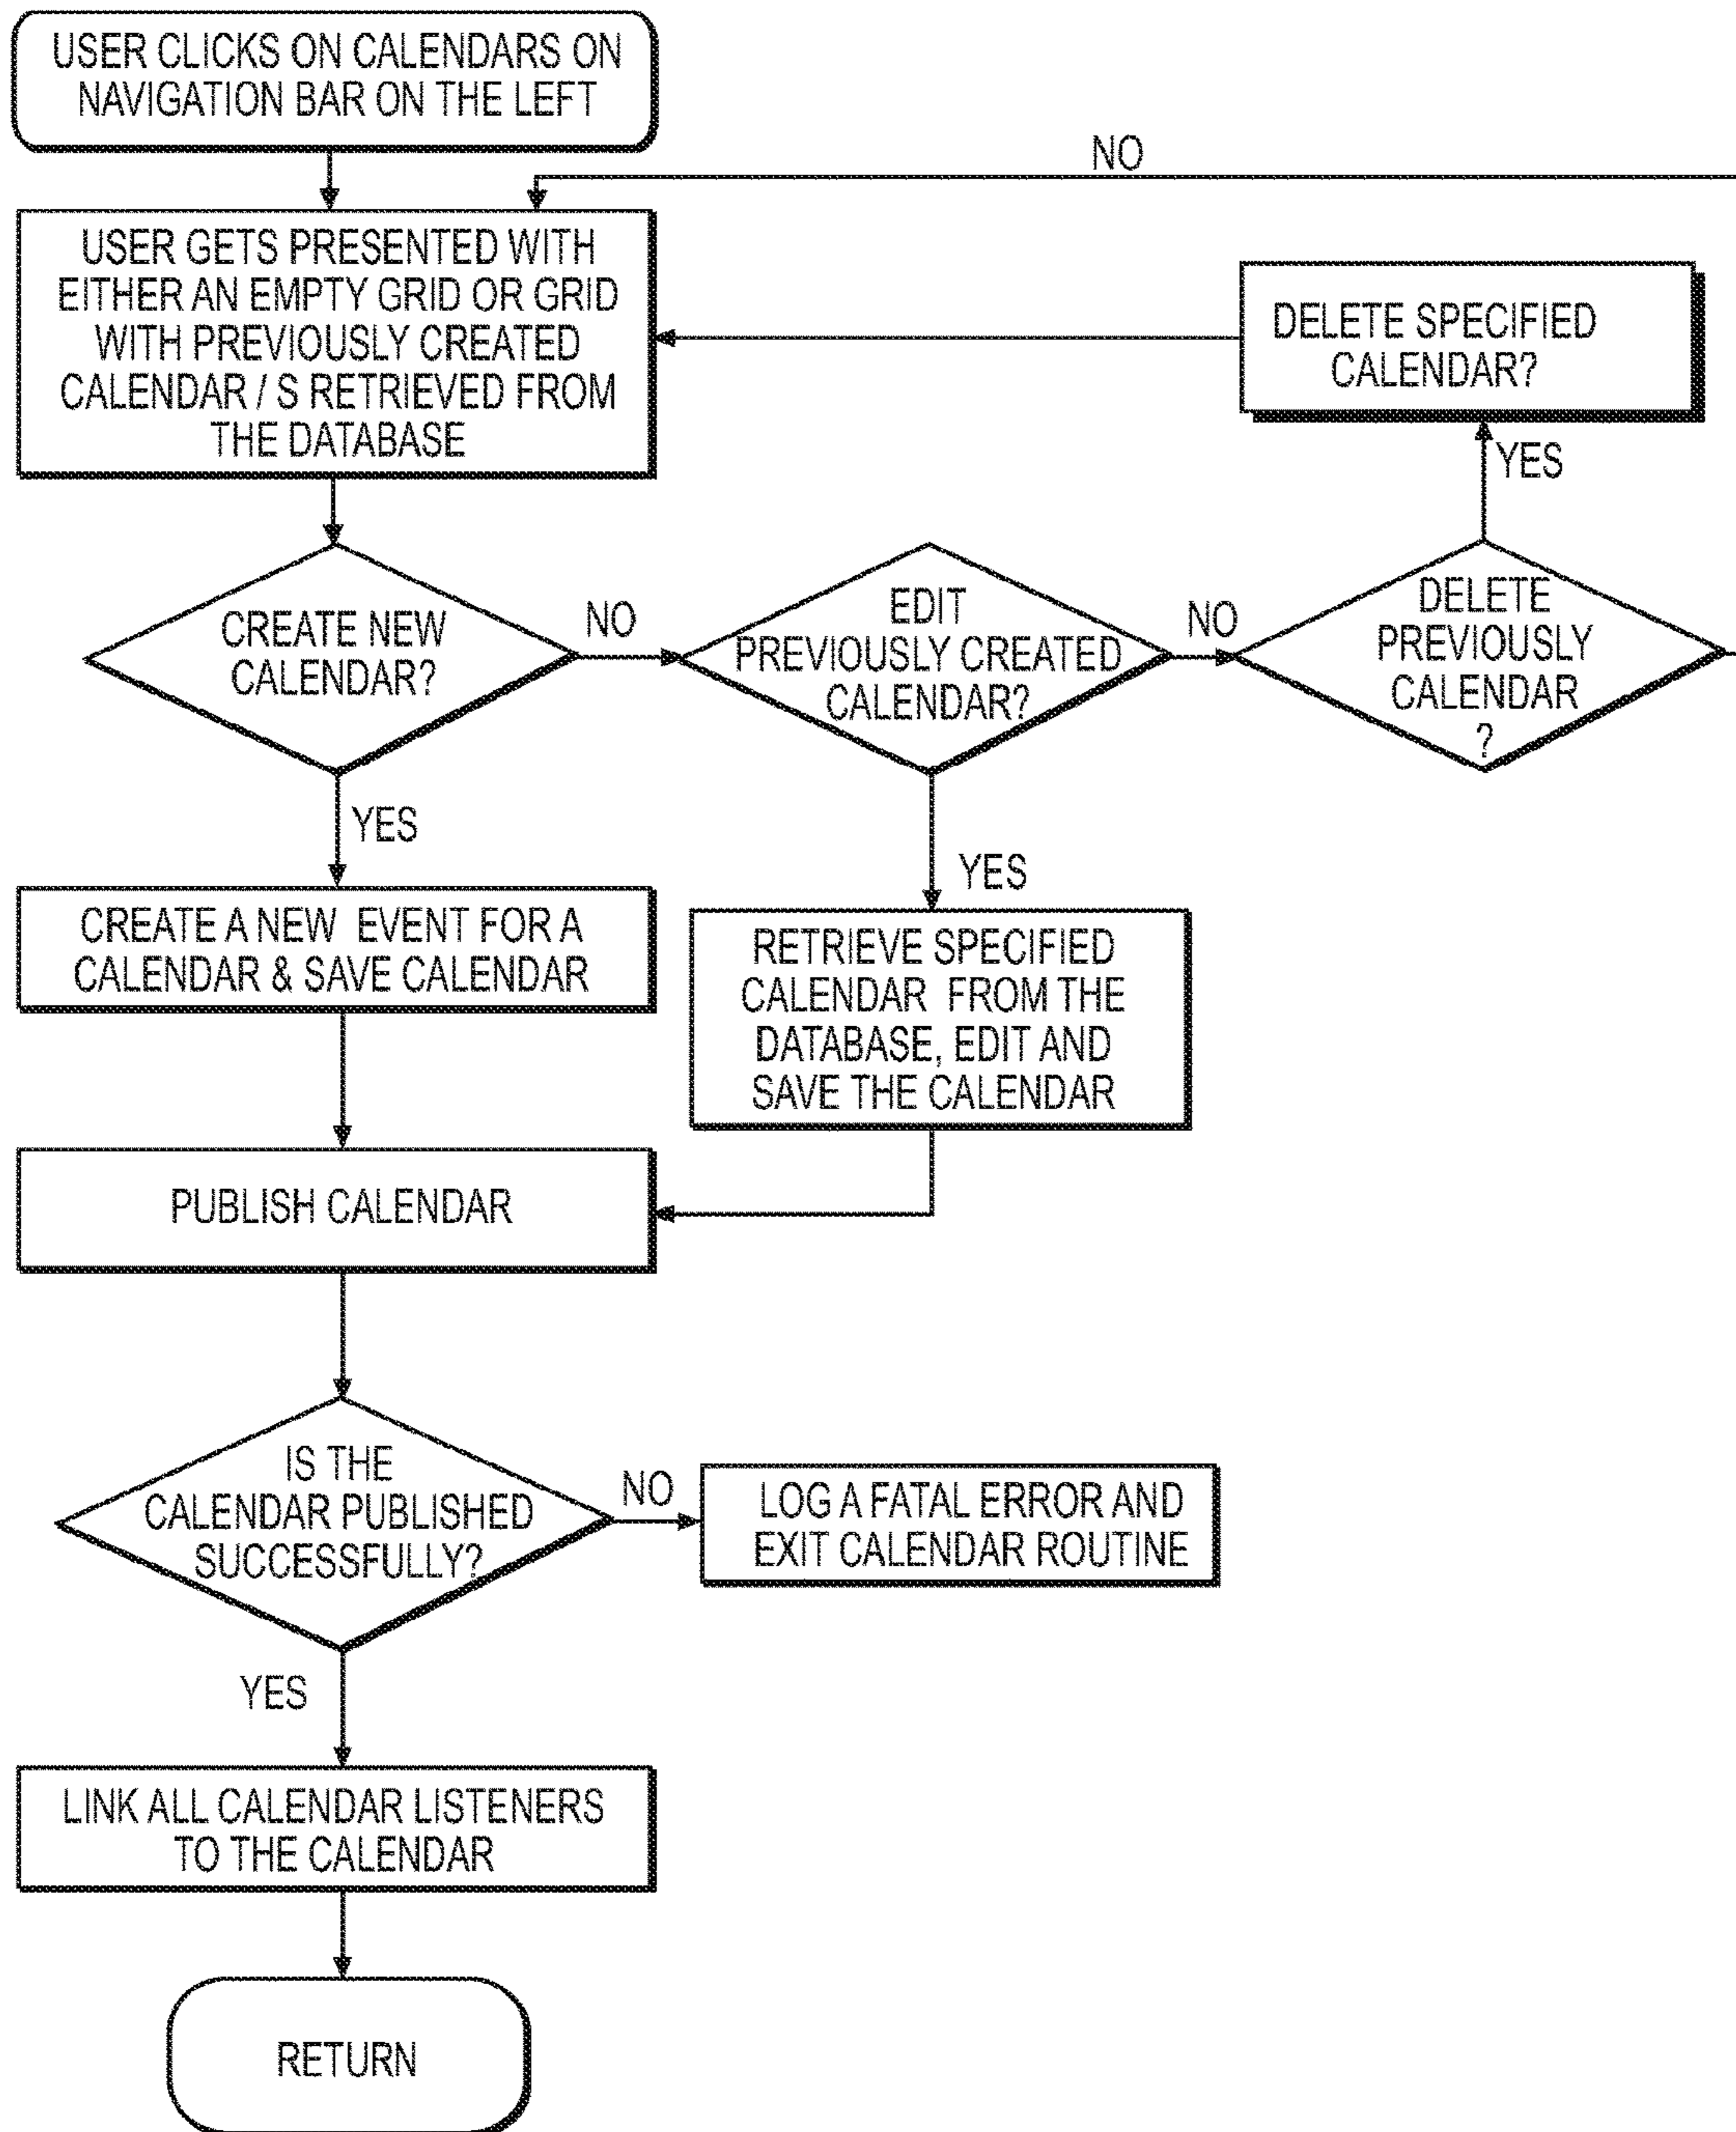 USER CLICKS ON CALENDARS ON
NAVIGATION BAR ON THE LEFT
NO
USER GETS PRESENTED WITH
EITHER AN EMPTY GRID OR GRID
WITH PREVIOUSLY CREATED
CALENDAR / S RETRIEVED FROM
THE DATABASE
DELETE SPECIFIED
CALENDAR?
YES
CREATE NEW
CALENDAR?
NO
EDIT
PREVIOUSLY CREATED
CALENDAR?
NO
DELETE
PREVIOUSLY
CALENDAR
?
YES
YES
CREATE A NEW EVENT FOR A
CALENDAR & SAVE CALENDAR
RETRIEVE SPECIFIED
CALENDAR FROM THE
DATABASE, EDIT AND
SAVE THE CALENDAR
PUBLISH CALENDAR
IS THE
CALENDAR PUBLISHED
SUCCESSFULLY?
NO
LOG A FATAL ERROR AND
EXIT CALENDAR ROUTINE
YES
LINK ALL CALENDAR LISTENERS
TO THE CALENDAR
RETURN